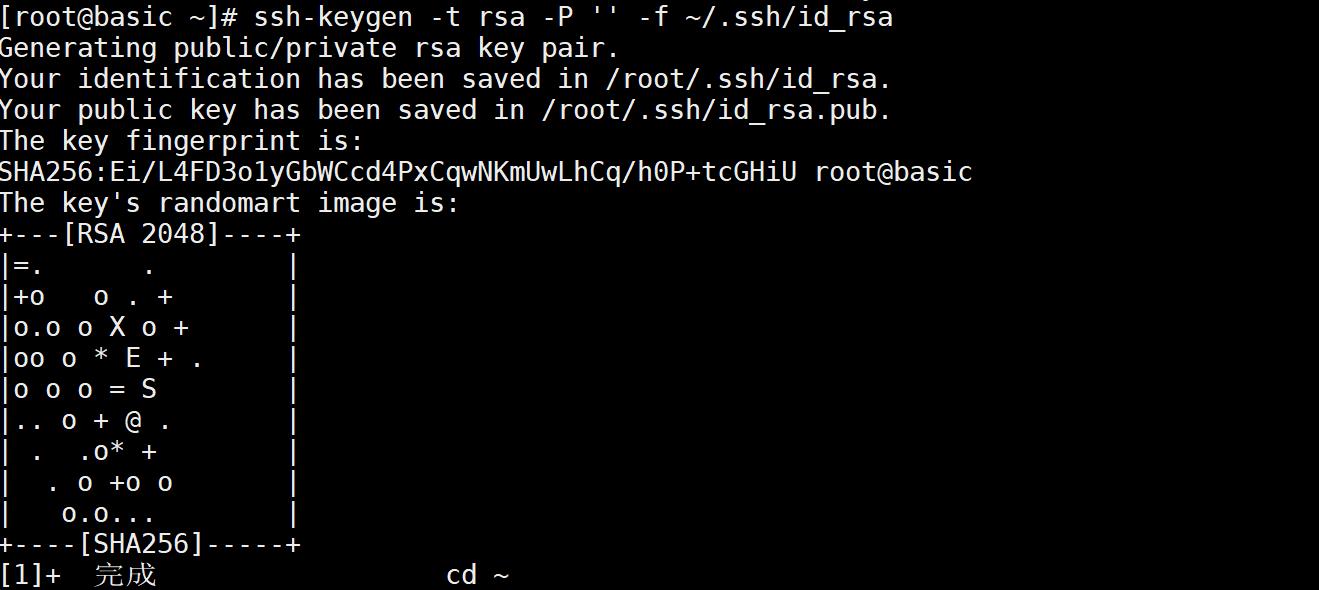 [root@basic ~]# ssh-keygen -t rsa -P '' -f ~/.ssh/id_rsa
Generating public/private rsa key pair.
Your identification has been saved in /root/.ssh/id_rsa.
Your public key has been saved in /root/.ssh/id_rsa.pub.
The key fingerprint is:
SHA256:Ei/L4FD3o1yGbWCcd4PxCqwNKmUwLhCq/h0P+tcGHiU root@basic
The key's randomart image is:
+---[RSA 2048]----+
|=.      .        |
|+o   o . +       |
|o.o o X o +      |
|oo o * E + .     |
|o o o = S        |
|.. o + @ .       |
| .  .o* +        |
|  . o +o o       |
|   o.o...        |
+----[SHA256]-----+
[1]+  完成                  cd ~